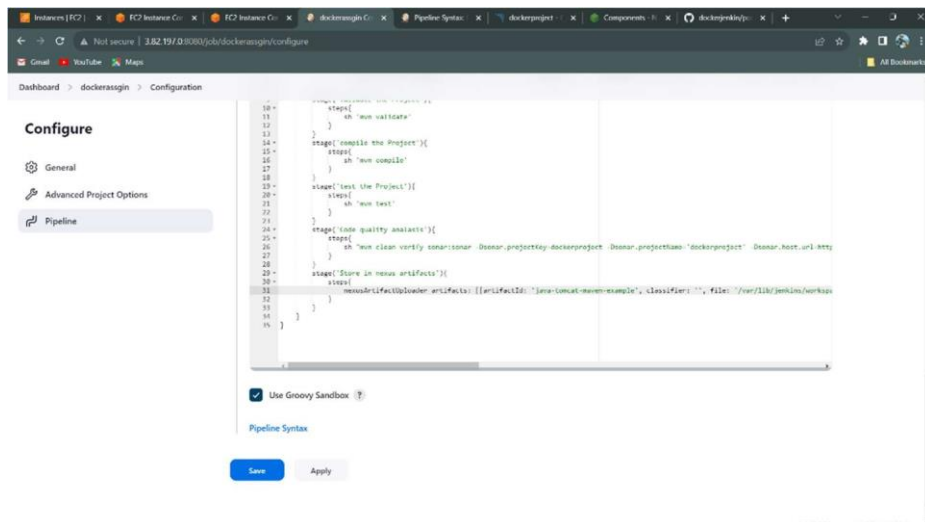 Instances | EC2 |
EC2 Instance Co
EC2 Instance Co
dockerassgin Co
Pipeline Syntax:
dockerproject -
Components - N
dockerjenkin/po
Not secure | 3.82.197.0:8080/job/dockerassgin/configure
Gmail YouTube Maps All Bookmarks
Dashboard > dockerassgin > Configuration
Configure
General
Advanced Project Options
Pipeline
10 steps{
11 sh 'mvn validate'
12 }
13 }
14 stage('compile the Project'){
15 steps{
16 sh 'mvn compile'
17 }
18 }
19 stage('test the Project'){
20 steps{
21 sh 'mvn test'
22 }
23 }
24 stage('Code quality analasis'){
25 steps{
26 sh "mvn clean verify sonar:sonar -Dsonar.projectKey=dockerproject -Dsonar.projectName='dockerproject' -Dsonar.host.url=http
27 }
28 }
29 stage('Store in nexus artifacts'){
30 steps{
31 nexusArtifactUploader artifacts: [[artifactId: 'java-tomcat-maven-example', classifier: '', file: '/var/lib/jenkins/workspa
32 }
33 }
34 }
35 }
Use Groovy Sandbox ?
Pipeline Syntax
Save Apply